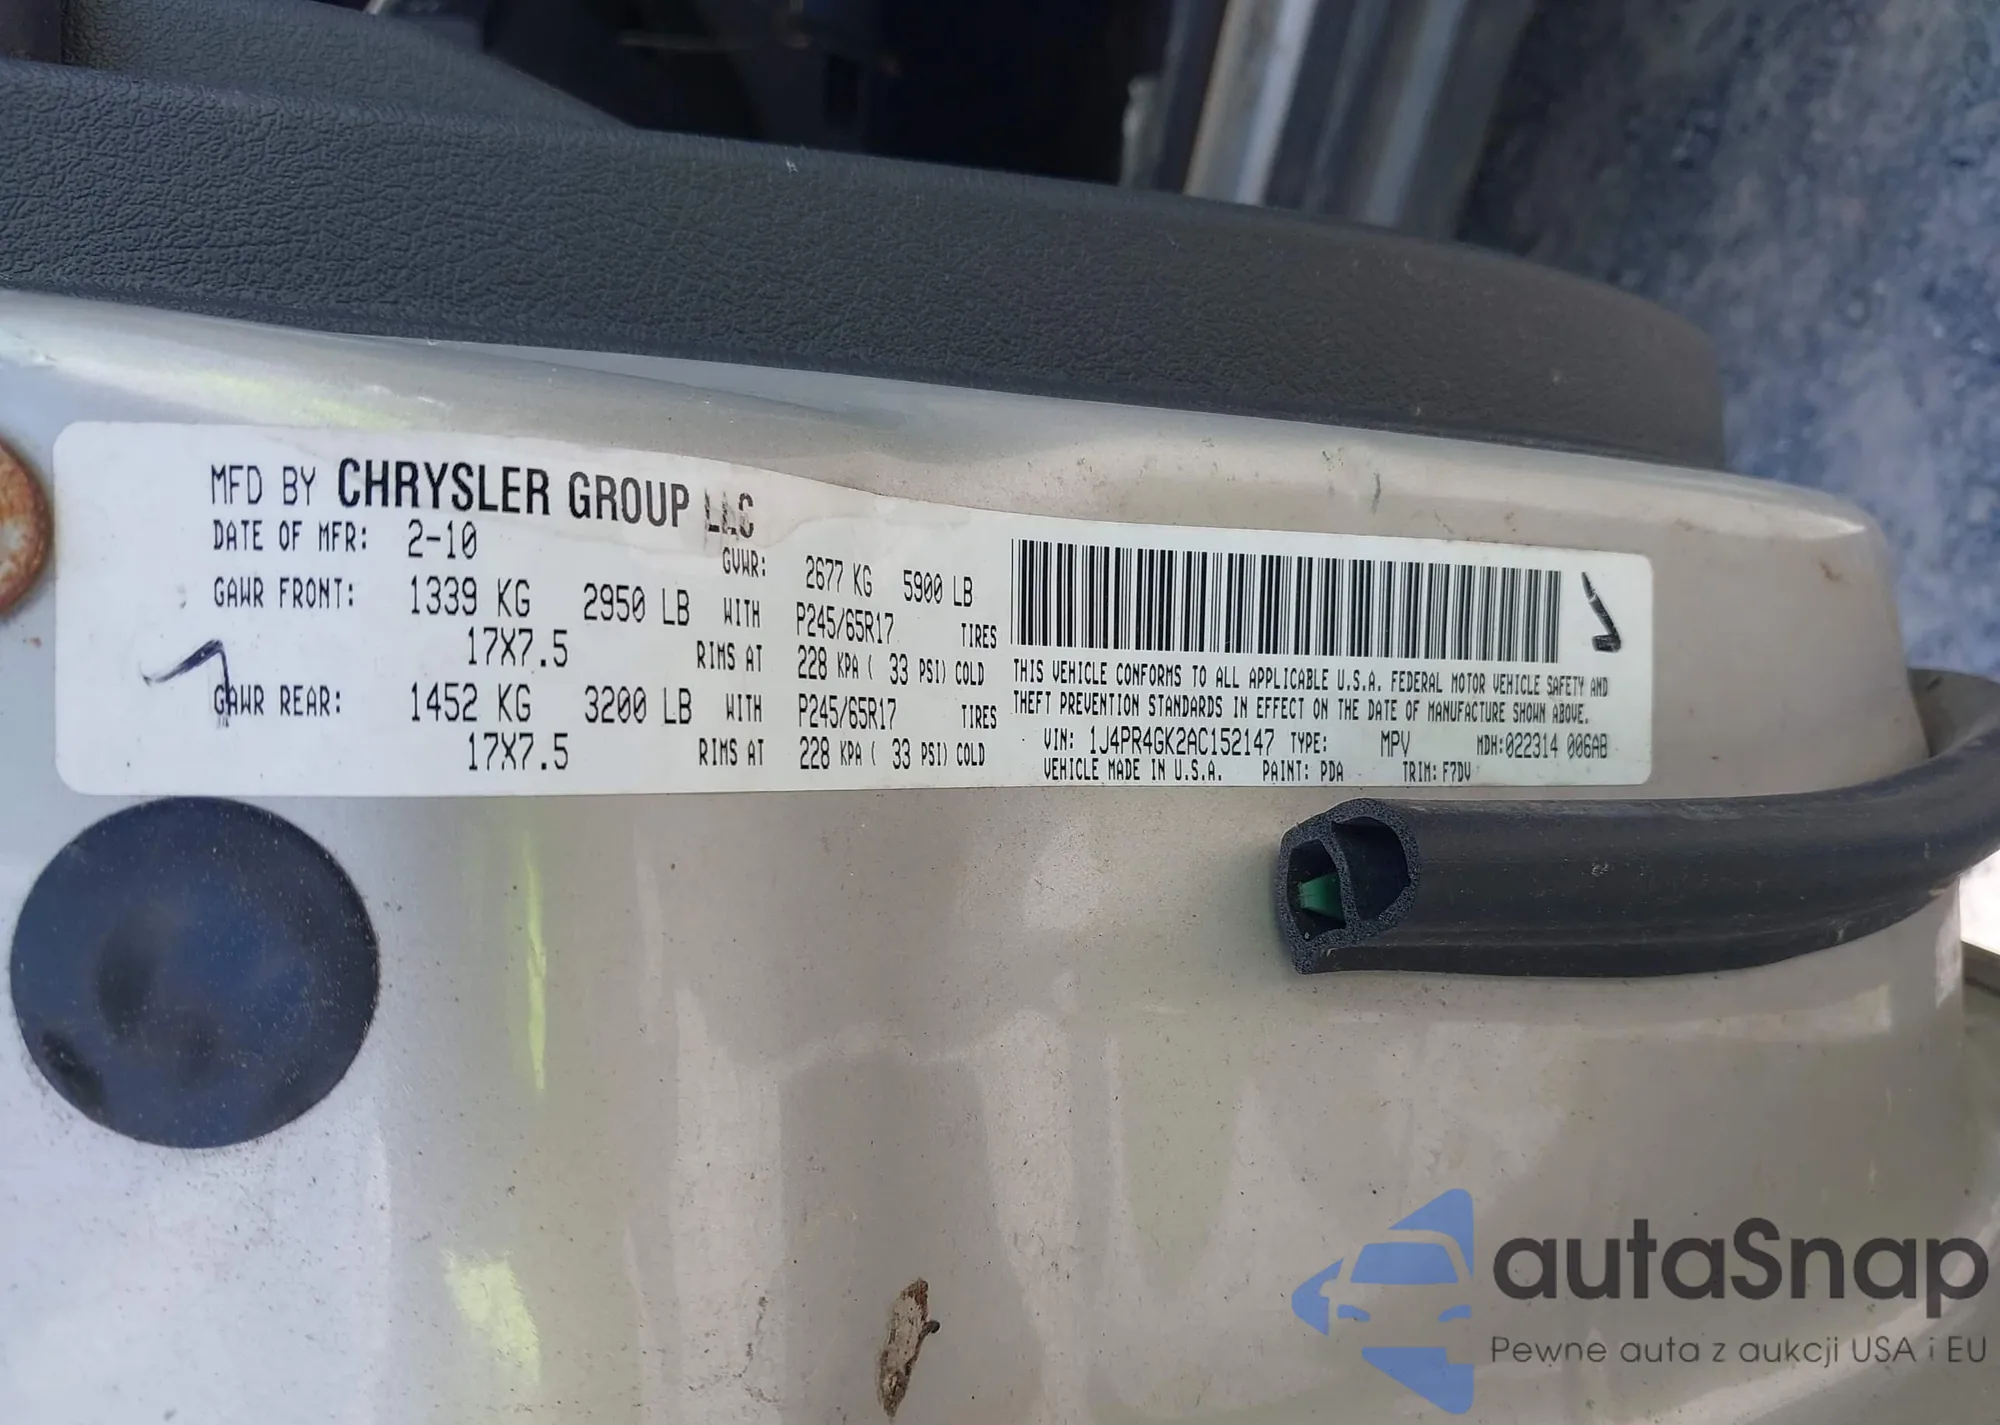 MFD BY CHRYSLER GROUP LLC
DATE OF MFR: 2-10
GVWR: 2677 KG 5900 LB
GAWR FRONT: 1339 KG 2950 LB WITH P245/65R17 TIRES
17X7.5 RIMS AT 228 KPA ( 33 PSI) COLD
GAWR REAR: 1452 KG 3200 LB WITH P245/65R17 TIRES
17X7.5 RIMS AT 228 KPA ( 33 PSI) COLD
THIS VEHICLE CONFORMS TO ALL APPLICABLE U.S.A. FEDERAL MOTOR VEHICLE SAFETY AND
THEFT PREVENTION STANDARDS IN EFFECT ON THE DATE OF MANUFACTURE SHOWN ABOVE.
VIN: 1J4PR4GK2AC152147 TYPE: MPV MDH:022314 006AB
VEHICLE MADE IN U.S.A. PAINT: PDA TRIM: F7DV
autaSnap
Pewne auta z aukcji USA i EU